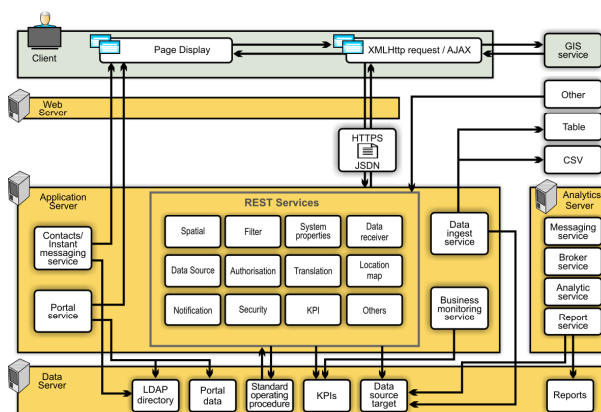 Client
Page Display
XMLHttp request / AJAX
GIS
service
Web
Server
Other
HTTPS
JSDN
Table
CSV
Application
Server
REST Services
Analytics
Server
Spatial
Filter
System
properties
Data
receiver
Contacts/
Instant
messaging
service
Data
ingest
service
Messaging
service
Data Source
Authorisation
Translation
Location
map
Broker
service
Analytic
service
Portal
service
Notification
Security
KPI
Others
Business
monitoring
service
Report
service
Data
Server
LDAP
directory
Portal
data
Standard
operating
procedure
KPIs
Data
source
target
Reports